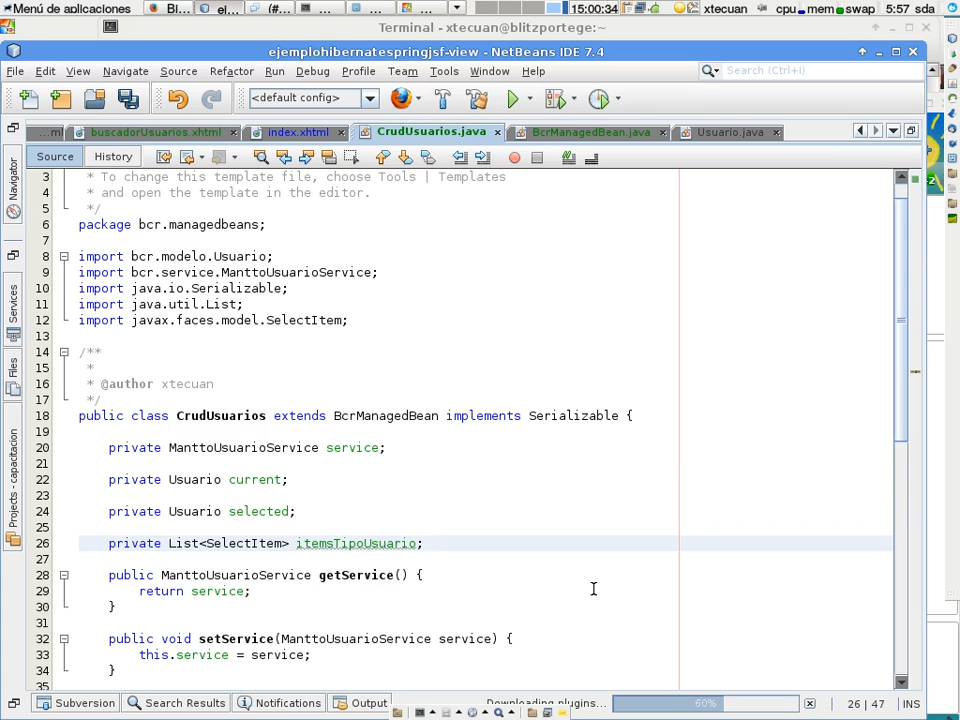 Menú de aplicaciones
Bl...
el...
(#...
...
...
...
15:00:34
xtecuan
cpu
mem
swap
5:57
sda
Terminal - xtecuan@blitzportege:~
ejemplohibernatespringjsf-view - NetBeans IDE 7.4
File Edit View Navigate Source Refactor Run Debug Profile Team Tools Window Help
Search (Ctrl+I)
<default config>
...ml
buscadorUsuarios.xhtml
index.xhtml
CrudUsuarios.java
BcrManagedBean.java
Usuario.java
Source History
Navigator
Services
Files
Projects - capacitacion
3 * To change this template file, choose Tools | Templates
4 * and open the template in the editor.
5 */
6 package bcr.managedbeans;
7
8 import bcr.modelo.Usuario;
9 import bcr.service.ManttoUsuarioService;
10 import java.io.Serializable;
11 import java.util.List;
12 import javax.faces.model.SelectItem;
13
14 /**
15 *
16 * @author xtecuan
17 */
18 public class CrudUsuarios extends BcrManagedBean implements Serializable {
19
20 private ManttoUsuarioService service;
21
22 private Usuario current;
23
24 private Usuario selected;
25
26 private List<SelectItem> itemsTipoUsuario;
27
28 public ManttoUsuarioService getService() {
29 return service;
30 }
31
32 public void setService(ManttoUsuarioService service) {
33 this.service = service;
34 }
35
Subversion
Search Results
Notifications
Output
Downloading plugins...
60%
26 | 47
INS